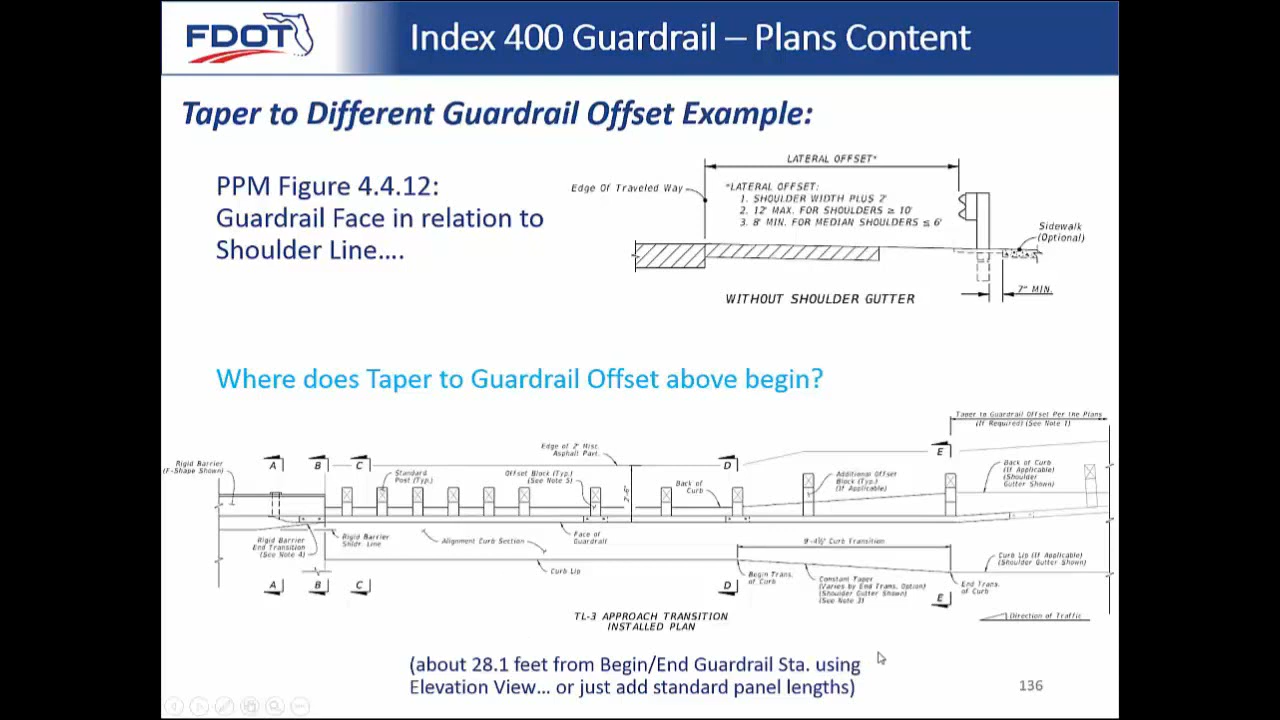 FDOT
Index 400 Guardrail – Plans Content
Taper to Different Guardrail Offset Example:
PPM Figure 4.4.12:
Guardrail Face in relation to
Shoulder Line….
LATERAL OFFSET*
Edge Of Traveled Way
*LATERAL OFFSET:
1. SHOULDER WIDTH PLUS 2'
2. 12' MAX. FOR SHOULDERS ≥ 10'
3. 8' MIN. FOR MEDIAN SHOULDERS ≤ 6'
Sidewalk
(Optional)
7" MIN.
WITHOUT SHOULDER GUTTER
Where does Taper to Guardrail Offset above begin?
Taper to Guardrail Offset Per the Plans
(If Required) (See Note 1)
Edge of 2' Misc.
Asphalt Pavt.
Rigid Barrier
(F-Shape Shown)
A
B
C
D
E
Standard
Post (Typ.)
Offset Block (Typ.)
(See Note 5)
Back of
Curb
Additional Offset
Block (Typ.)
(If Applicable)
Back of Curb
(If Applicable)
(Shoulder
Gutter Shown)
Rigid Barrier
End Transition
(See Note 4)
Rigid Barrier
Shldr Line
Alignment Curb Section
Face of
Guardrail
9'-4½" Curb Transition
Curb Lip (If Applicable)
(Shoulder Gutter Shown)
Curb Lip
Begin Trans.
of Curb
Constant Taper
(Varies by End Trans. Option)
(Shoulder Gutter Shown)
(See Note 3)
End Trans.
of Curb
A
B
C
D
E
Direction of Traffic
TL-3 APPROACH TRANSITION
INSTALLED PLAN
(about 28.1 feet from Begin/End Guardrail Sta. using
Elevation View… or just add standard panel lengths)
136